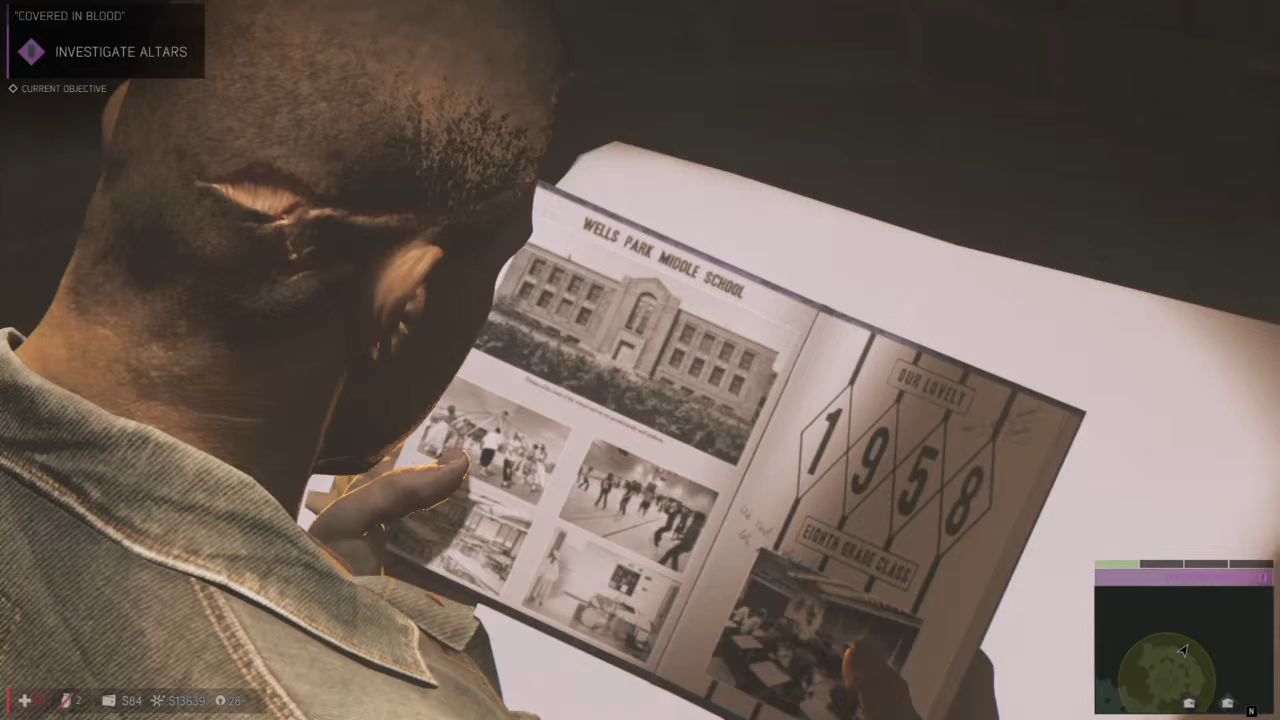 "COVERED IN BLOOD"
INVESTIGATE ALTARS
CURRENT OBJECTIVE
WELLS PARK MIDDLE SCHOOL
OUR LOVELY
1958
EIGHTH GRADE CLASS
2 $84 $13639 28
N